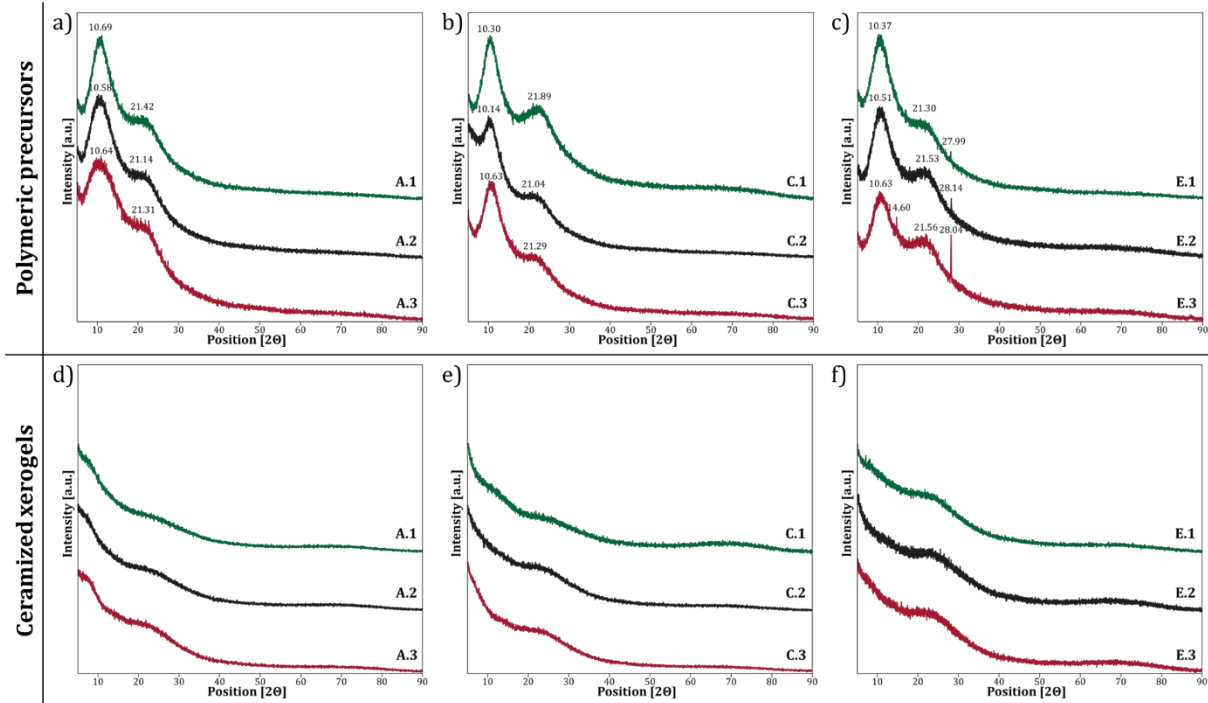 Polymeric precursors
a)
10.69
21.42
A.1
10.58
21.14
A.2
10.64
21.31
A.3
Intensity [a.u.]
10 20 30 40 50 60 70 80 90
Position [2Θ]
b)
10.30
21.89
C.1
10.14
21.04
C.2
10.63
21.29
C.3
Intensity [a.u.]
10 20 30 40 50 60 70 80 90
Position [2Θ]
c)
10.37
21.30
27.99
E.1
10.51
21.53
28.14
E.2
10.63
14.60
21.56
28.04
E.3
Intensity [a.u.]
10 20 30 40 50 60 70 80 90
Position [2Θ]
Ceramized xerogels
d)
A.1
A.2
A.3
Intensity [a.u.]
10 20 30 40 50 60 70 80 90
Position [2Θ]
e)
C.1
C.2
C.3
Intensity [a.u.]
10 20 30 40 50 60 70 80 90
Position [2Θ]
f)
E.1
E.2
E.3
Intensity [a.u.]
10 20 30 40 50 60 70 80 90
Position [2Θ]